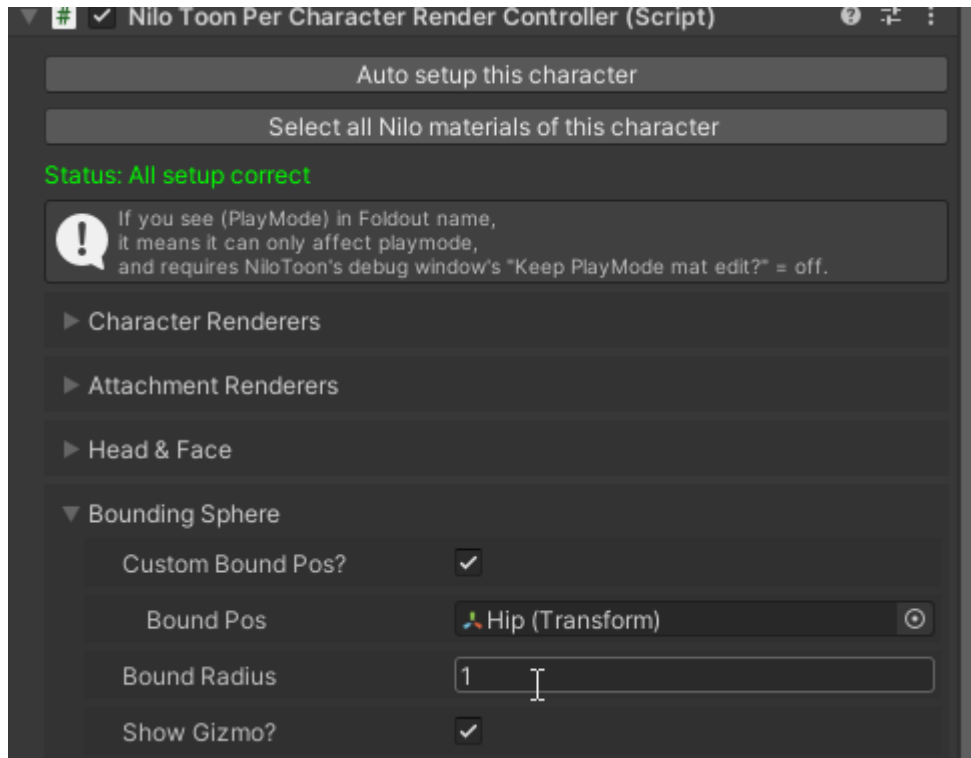 # Nilo Toon Per Character Render Controller (Script)
Auto setup this character
Select all Nilo materials of this character
Status: All setup correct
If you see (PlayMode) in Foldout name,
it means it can only affect playmode,
and requires NiloToon's debug window's "Keep PlayMode mat edit?" = off.
Character Renderers
Attachment Renderers
Head & Face
Bounding Sphere
Custom Bound Pos?
Bound Pos Hip (Transform)
Bound Radius 1
Show Gizmo?